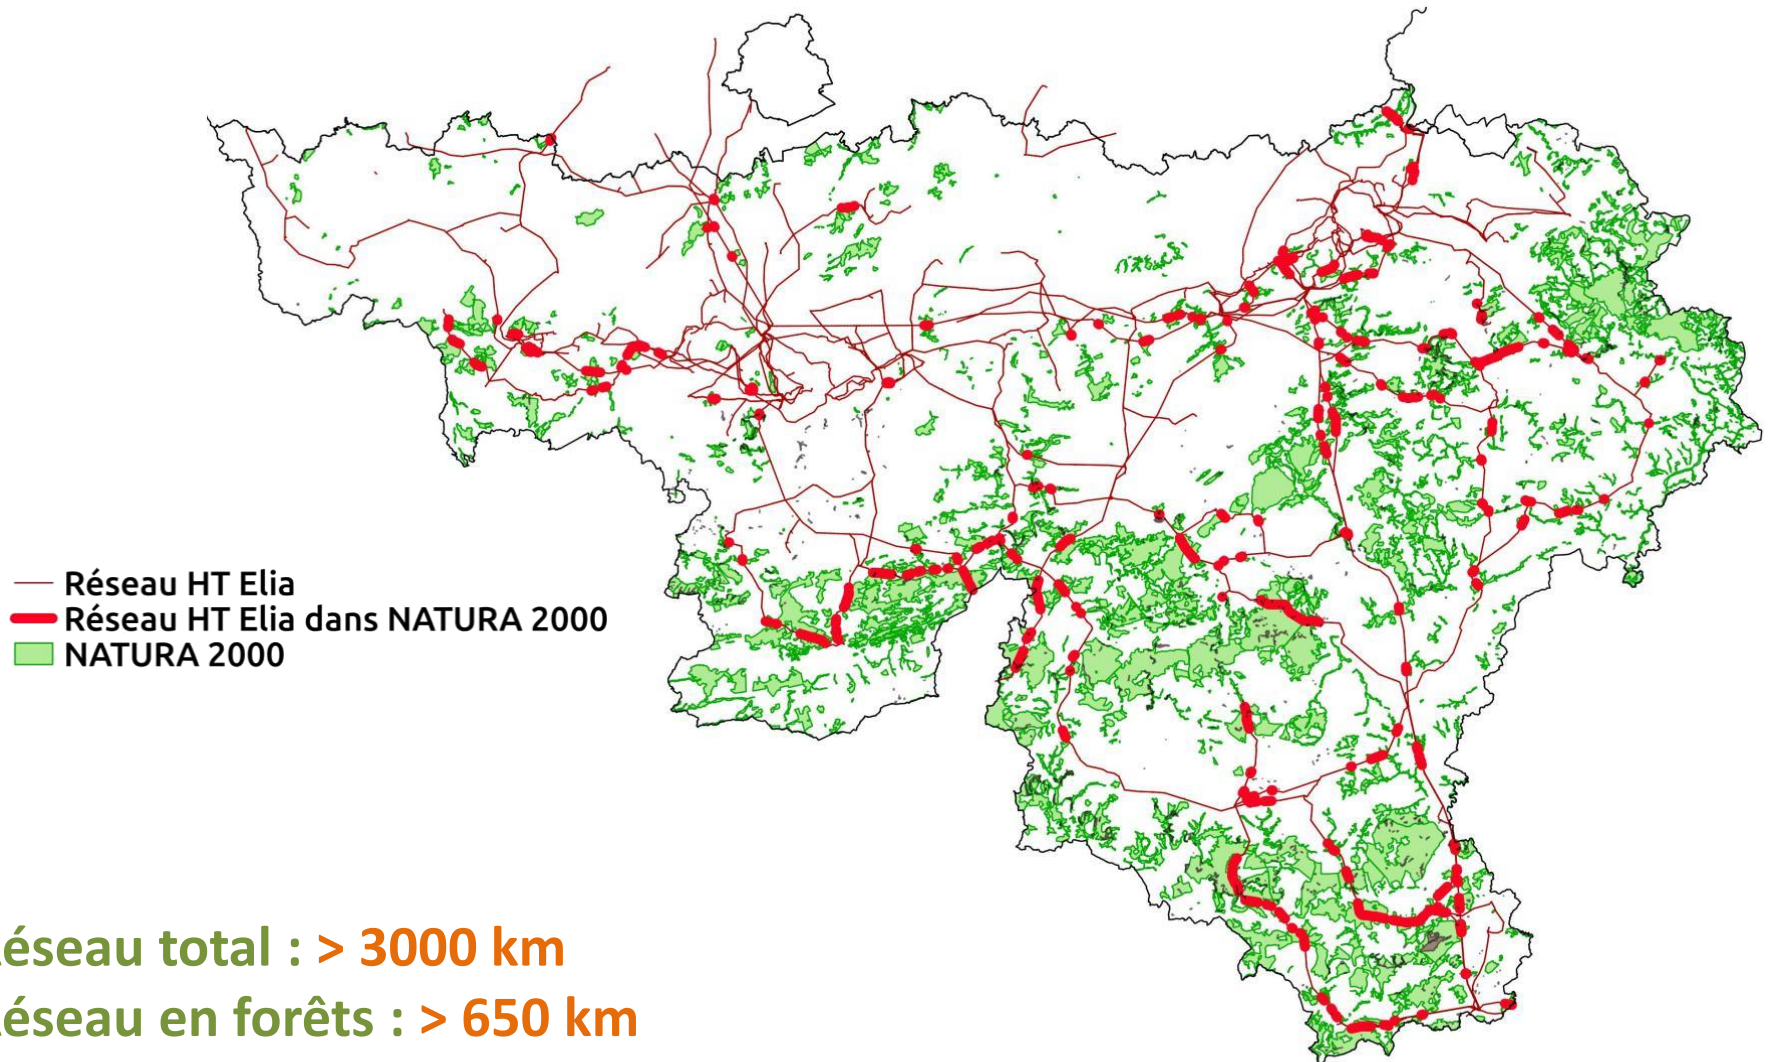 Réseau HT Elia
Réseau HT Elia dans NATURA 2000
NATURA 2000
éseau total : > 3000 km
éseau en forêts : > 650 km